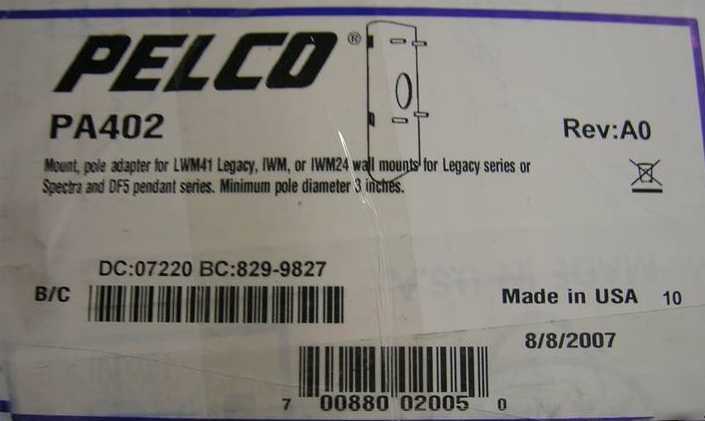 PELCO®
PA402
Rev:A0
Mount, pole adapter for LWM41 Legacy, IWM, or IWM24 wall mounts for Legacy series or
Spectra and DF5 pendant series. Minimum pole diameter 3 inches.
DC:07220 BC:829-9827
B/C
Made in USA 10
8/8/2007
7 00880 02005 0